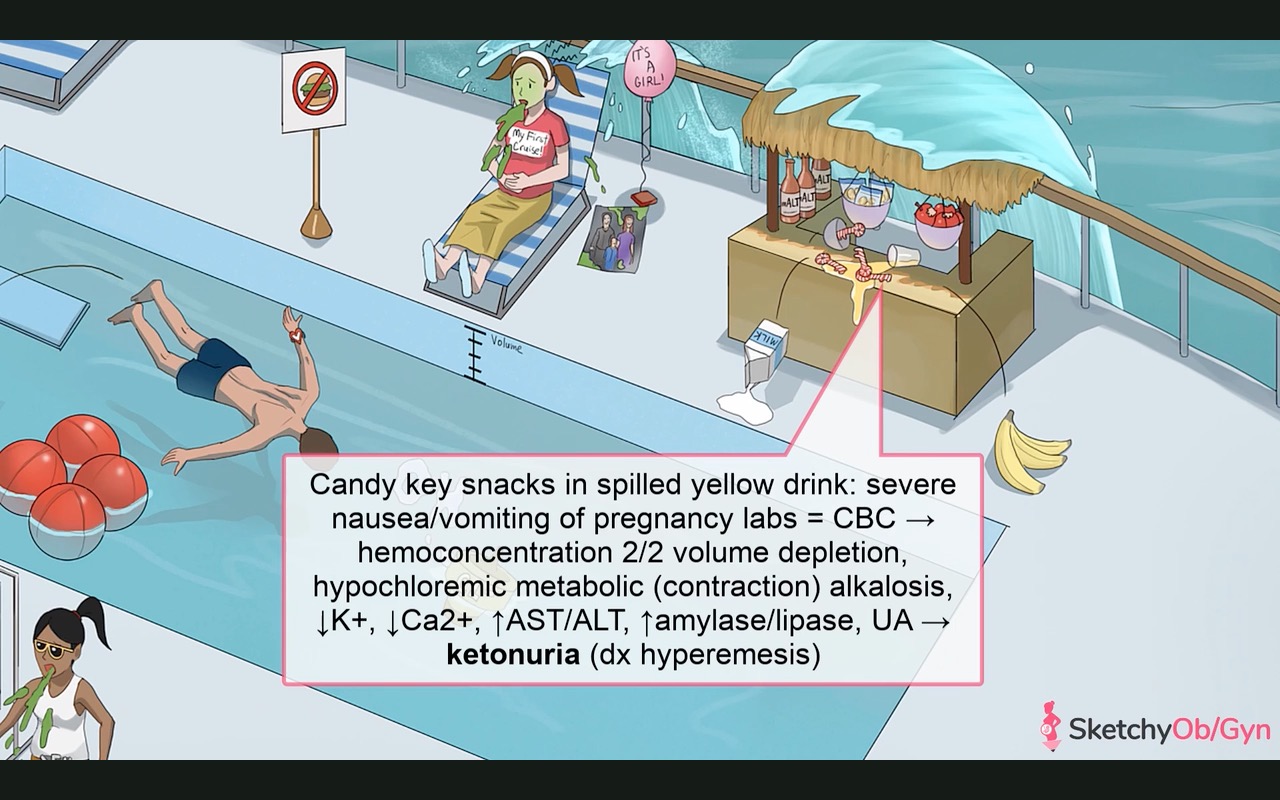 IT'S
A
GIRL!
My First
Cruise!
ALT
ALT
ALT
Volume
MILK
Candy key snacks in spilled yellow drink: severe
nausea/vomiting of pregnancy labs = CBC →
hemoconcentration 2/2 volume depletion,
hypochloremic metabolic (contraction) alkalosis,
↓K+, ↓Ca2+, ↑AST/ALT, ↑amylase/lipase, UA →
ketonuria (dx hyperemesis)
SketchyOb/Gyn